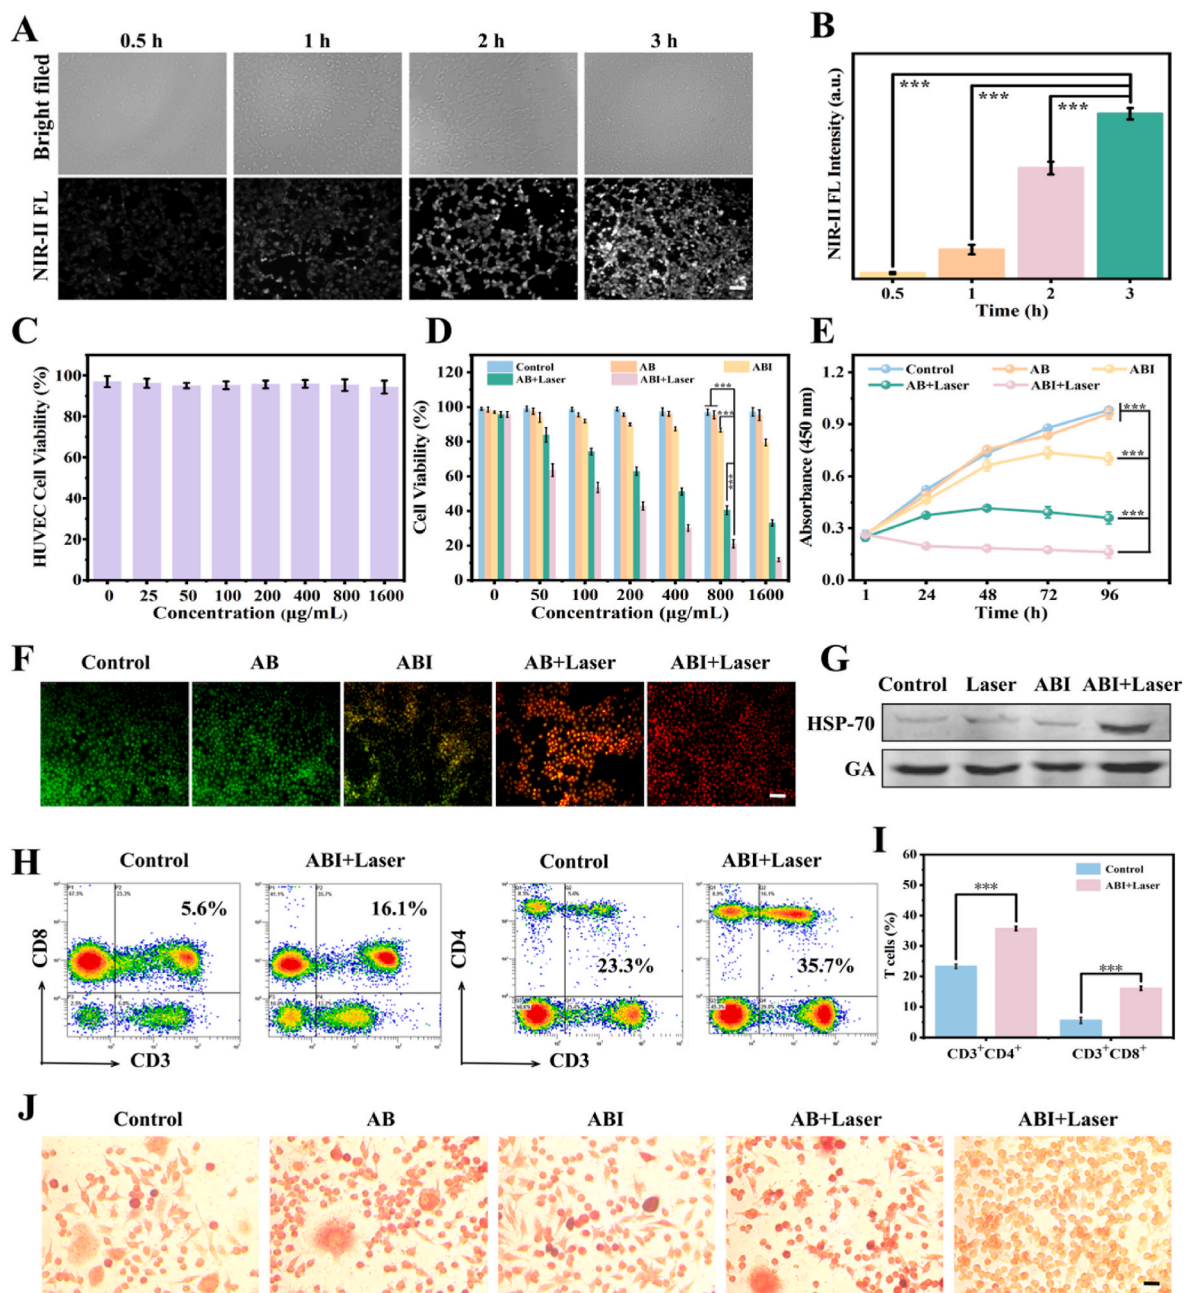 A
0.5 h
1 h
2 h
3 h
Bright filed
NIR-II FL
B
NIR-II FL Intensity (a.u.)
***
***
***
0.5
1
2
3
Time (h)
C
HUVEC Cell Viability (%)
100
80
60
40
20
0
0
25
50
100
200
400
800
1600
Concentration (µg/mL)
D
Cell Viability (%)
120
100
80
60
40
20
0
Control
AB
ABI
AB+Laser
ABI+Laser
***
***
***
0
50
100
200
400
800
1600
Concentration (µg/mL)
E
Absorbance (450 nm)
1.2
0.9
0.6
0.3
0.0
Control
AB
ABI
AB+Laser
ABI+Laser
***
***
***
1
24
48
72
96
Time (h)
F
Control
AB
ABI
AB+Laser
ABI+Laser
G
Control
Laser
ABI
ABI+Laser
HSP-70
GA
H
Control
ABI+Laser
Control
ABI+Laser
CD8
5.6%
16.1%
CD3
CD4
23.3%
35.7%
CD3
I
T cells (%)
60
50
40
30
20
10
0
Control
ABI+Laser
***
***
CD3+CD4+
CD3+CD8+
J
Control
AB
ABI
AB+Laser
ABI+Laser